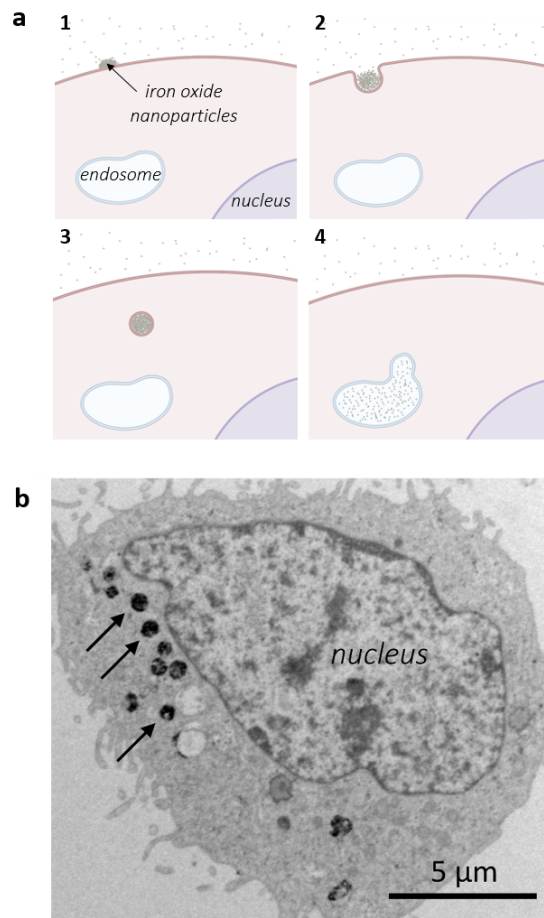 a
1
iron oxide
nanoparticles
endosome
nucleus
2
3
4
b
nucleus
5 μm